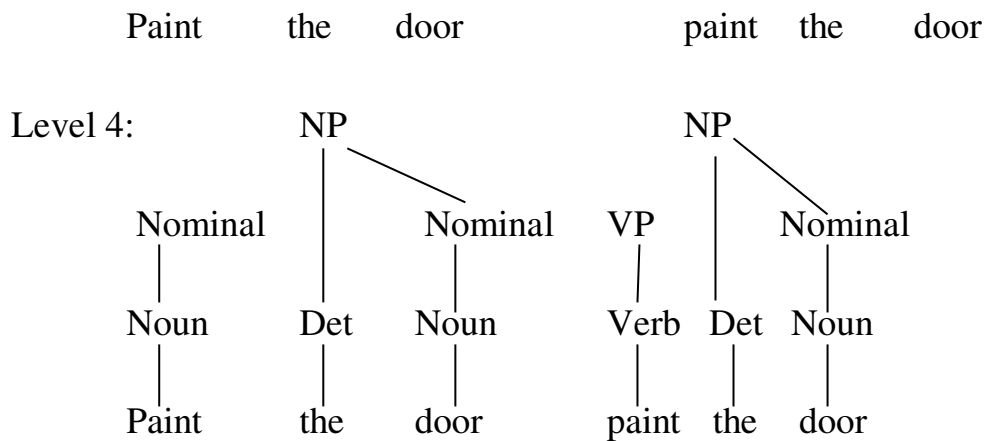 Paint the door paint the door
Level 4: NP NP
Nominal Nominal VP Nominal
Noun Det Noun Verb Det Noun
Paint the door paint the door